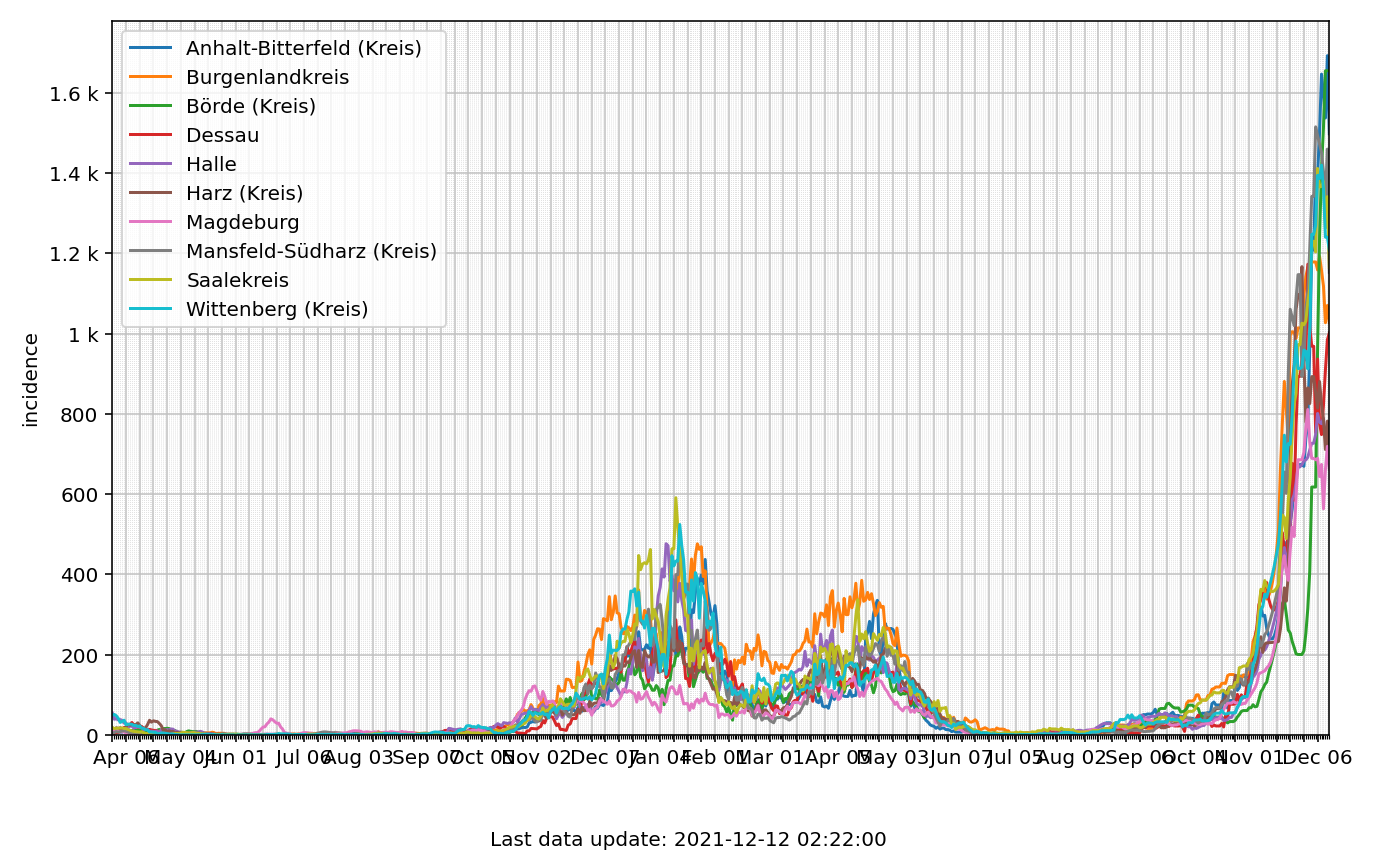 Anhalt-Bitterfeld (Kreis)
Burgenlandkreis
Börde (Kreis)
Dessau
Halle
Harz (Kreis)
Magdeburg
Mansfeld-Südharz (Kreis)
Saalekreis
Wittenberg (Kreis)
incidence
1.6 k
1.4 k
1.2 k
1 k
800
600
400
200
0
Apr 06 May 04 Jun 01 Jul 06 Aug 03 Sep 07 Oct 05 Nov 02 Dec 07 Jan 04 Feb 01 Mar 01 Apr 05 May 03 Jun 07 Jul 05 Aug 02 Sep 06 Oct 04 Nov 01 Dec 06
Last data update: 2021-12-12 02:22:00